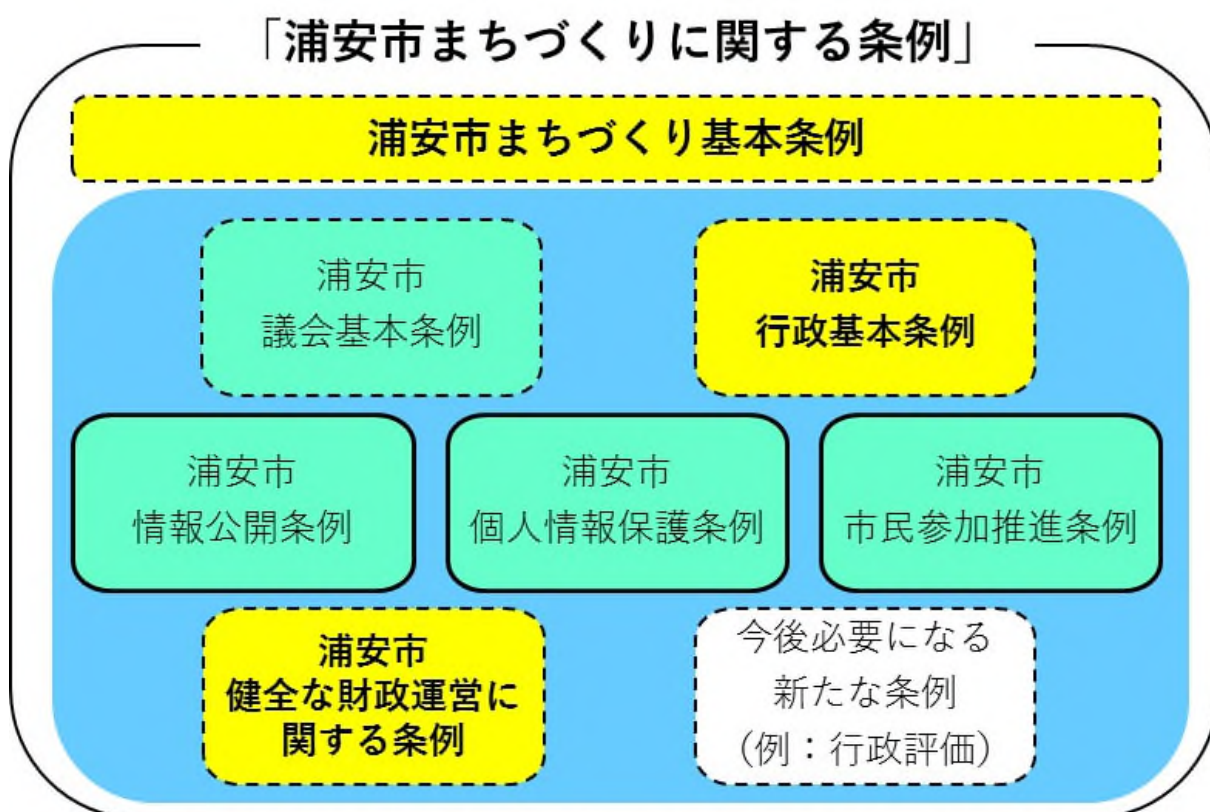 「浦安市まちづくりに関する条例」
浦安市まちづくり基本条例
浦安市
議会基本条例
浦安市
行政基本条例
浦安市
情報公開条例
浦安市
個人情報保護条例
浦安市
市民参加推進条例
浦安市
健全な財政運営に
関する条例
今後必要になる
新たな条例
(例：行政評価)